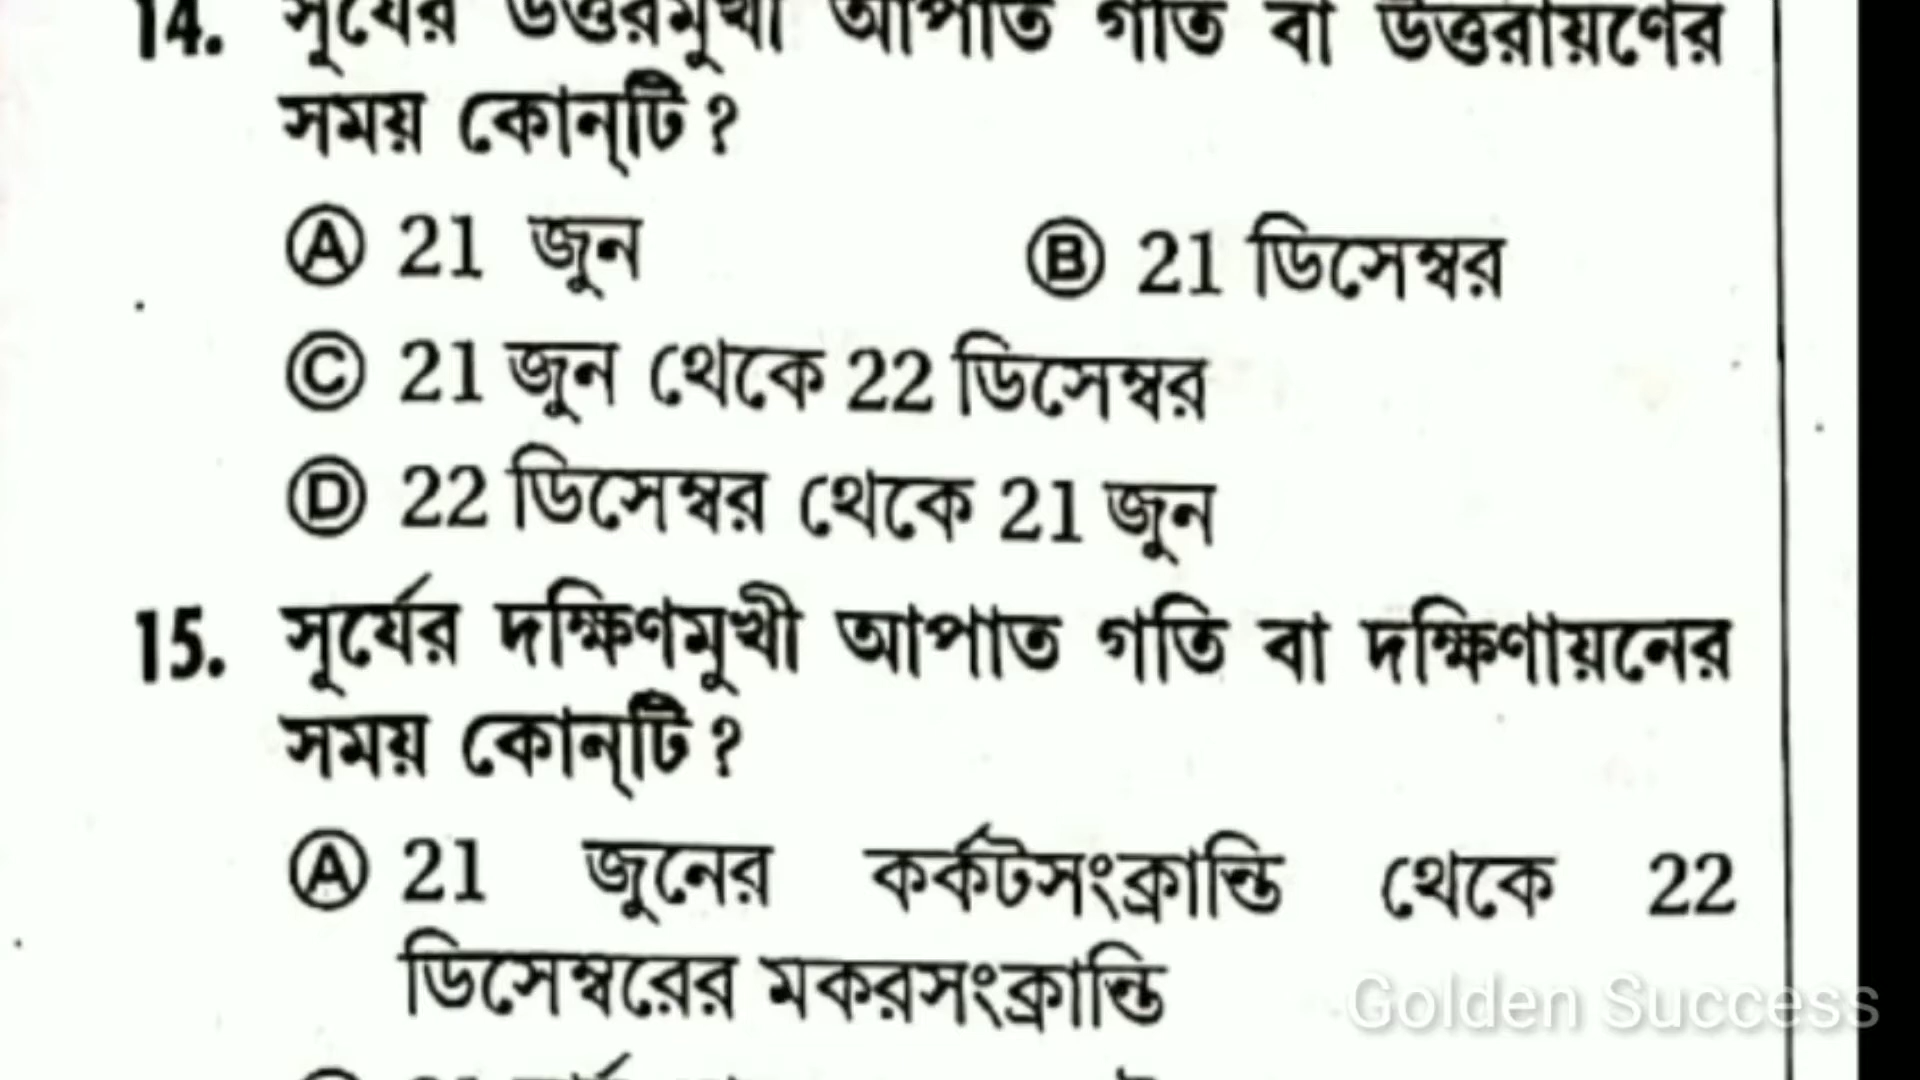 14. সূর্যের উত্তরমুখী আপাত গতি বা উত্তরায়ণের
সময় কোন্‌টি?
Ⓐ 21 জুন Ⓑ 21 ডিসেম্বর
Ⓒ 21 জুন থেকে 22 ডিসেম্বর
Ⓓ 22 ডিসেম্বর থেকে 21 জুন
15. সূর্যের দক্ষিণমুখী আপাত গতি বা দক্ষিণায়নের
সময় কোন্‌টি?
Ⓐ 21 জুনের কর্কটসংক্রান্তি থেকে 22
ডিসেম্বরের মকরসংক্রান্তি
Golden Success